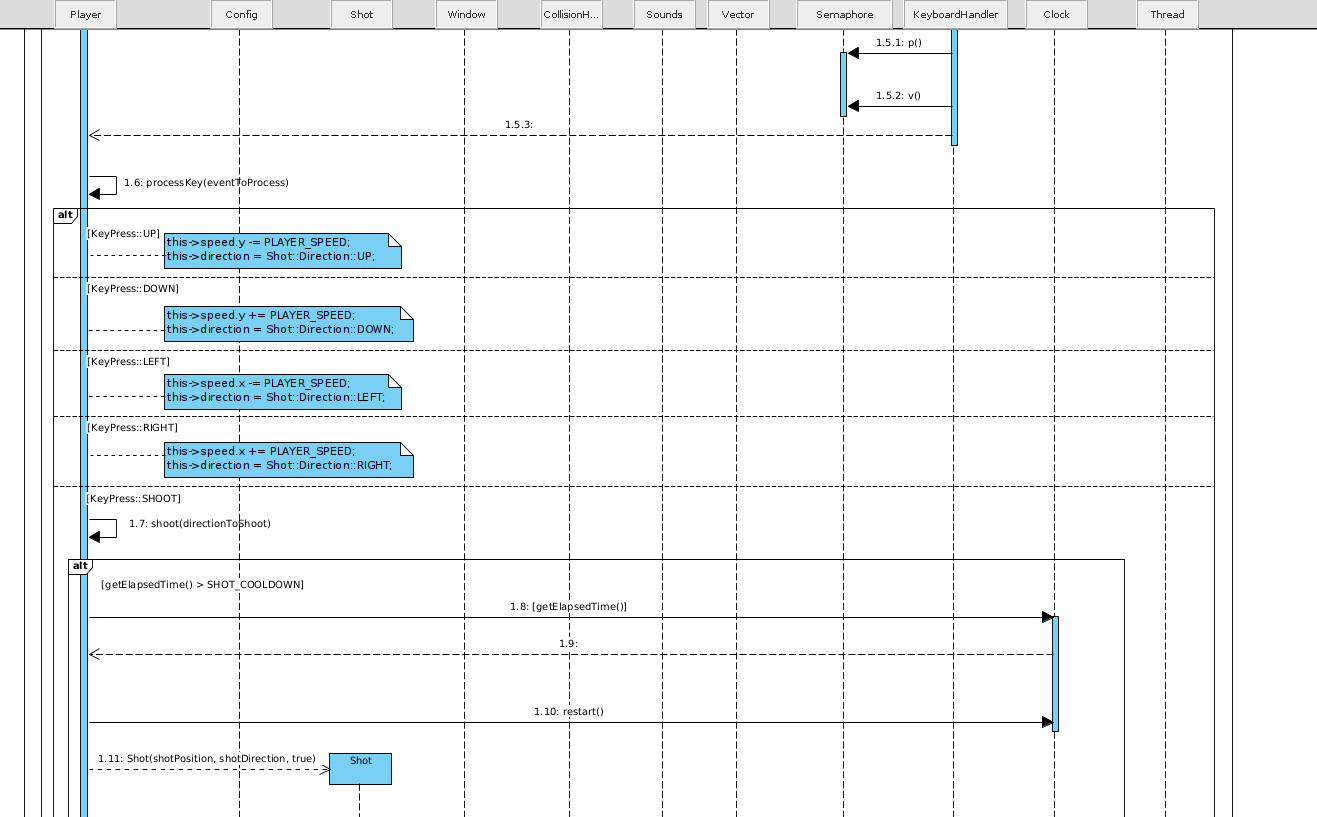 Player Config Shot Window CollisionH... Sounds Vector Semaphore KeyboardHandler Clock Thread
1.5.1: p()
1.5.2: v()
1.5.3:
1.6: processKey(eventToProcess)
alt
[KeyPress::UP]
this->speed.y -= PLAYER_SPEED;
this->direction = Shot::Direction::UP;
[KeyPress::DOWN]
this->speed.y += PLAYER_SPEED;
this->direction = Shot::Direction::DOWN;
[KeyPress::LEFT]
this->speed.x -= PLAYER_SPEED;
this->direction = Shot::Direction::LEFT;
[KeyPress::RIGHT]
this->speed.x += PLAYER_SPEED;
this->direction = Shot::Direction::RIGHT;
[KeyPress::SHOOT]
1.7: shoot(directionToShoot)
alt
[getElapsedTime() > SHOT_COOLDOWN]
1.8: [getElapsedTime()]
1.9:
1.10: restart()
1.11: Shot(shotPosition, shotDirection, true)
Shot